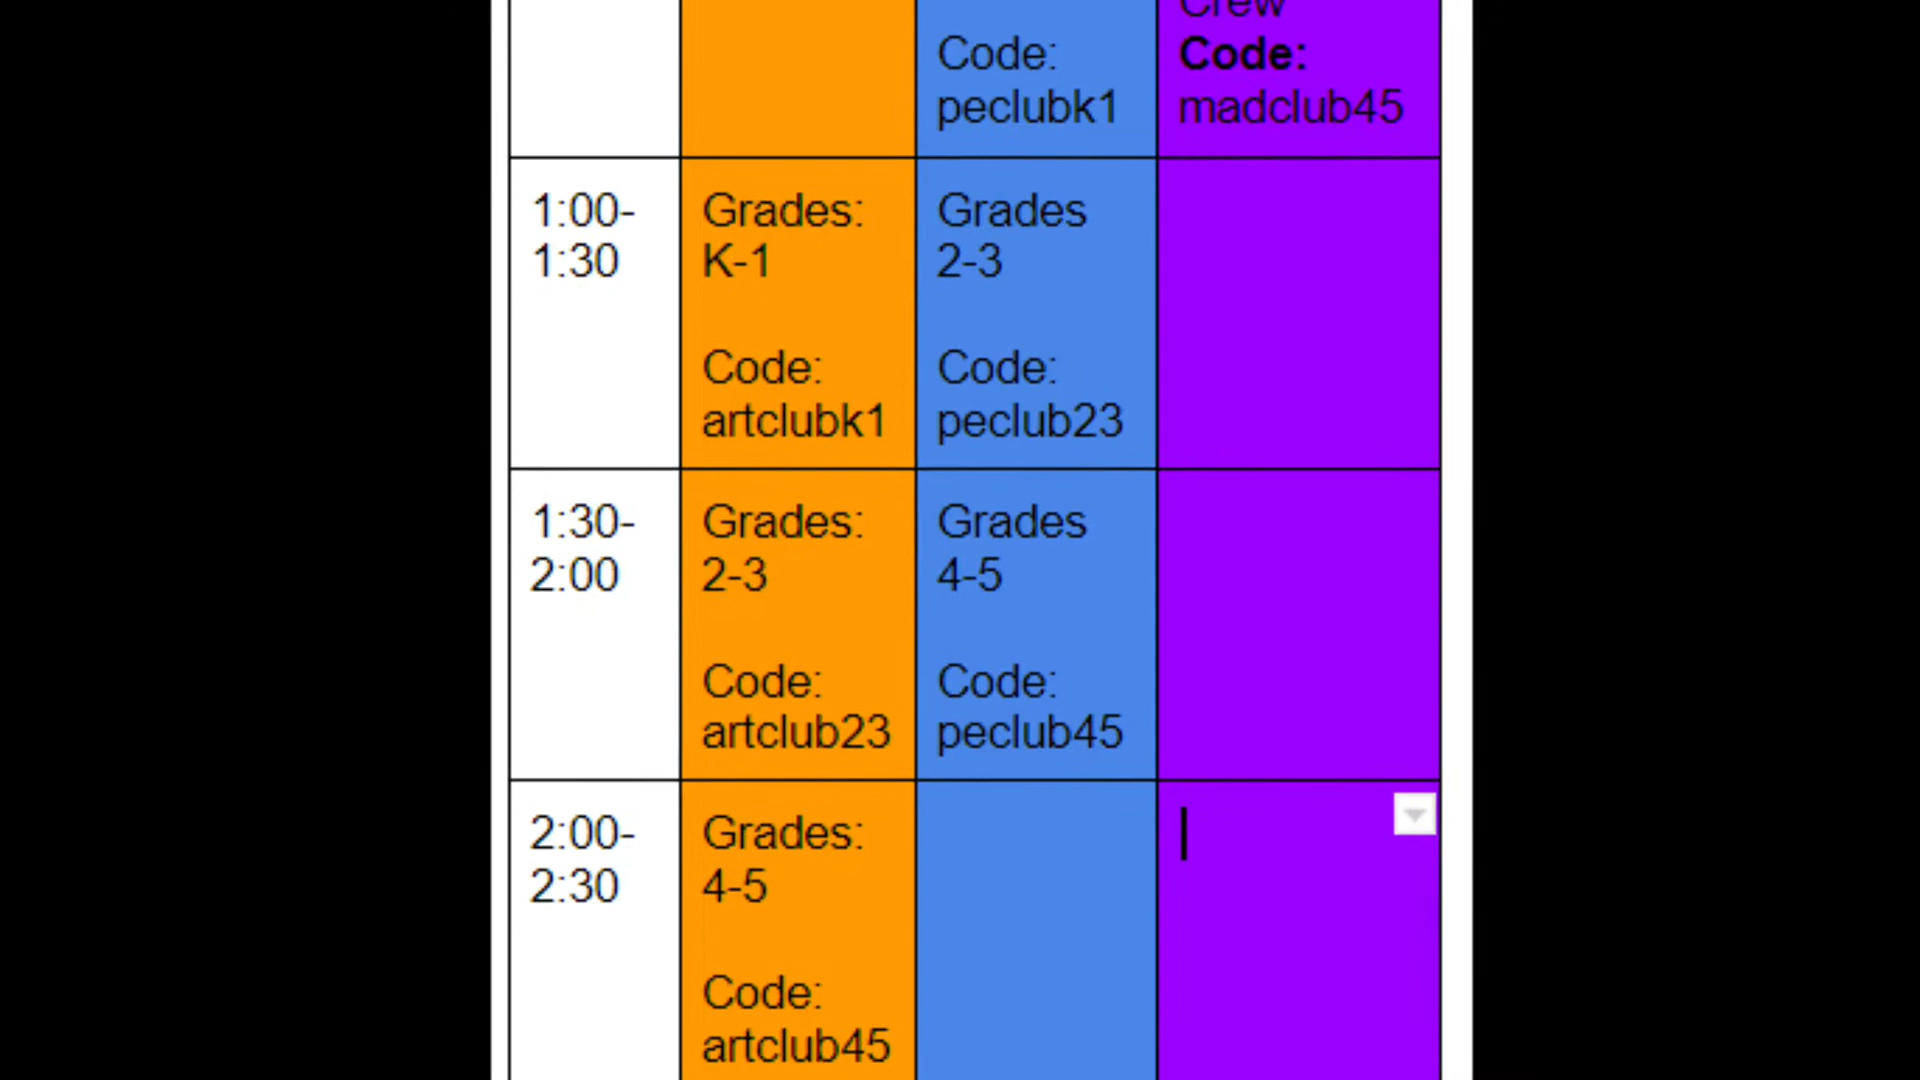 Crew
Code:
peclubk1
Code:
madclub45
1:00-
1:30
Grades:
K-1
Code:
artclubk1
Grades
2-3
Code:
peclub23
1:30-
2:00
Grades:
2-3
Code:
artclub23
Grades
4-5
Code:
peclub45
2:00-
2:30
Grades:
4-5
Code:
artclub45